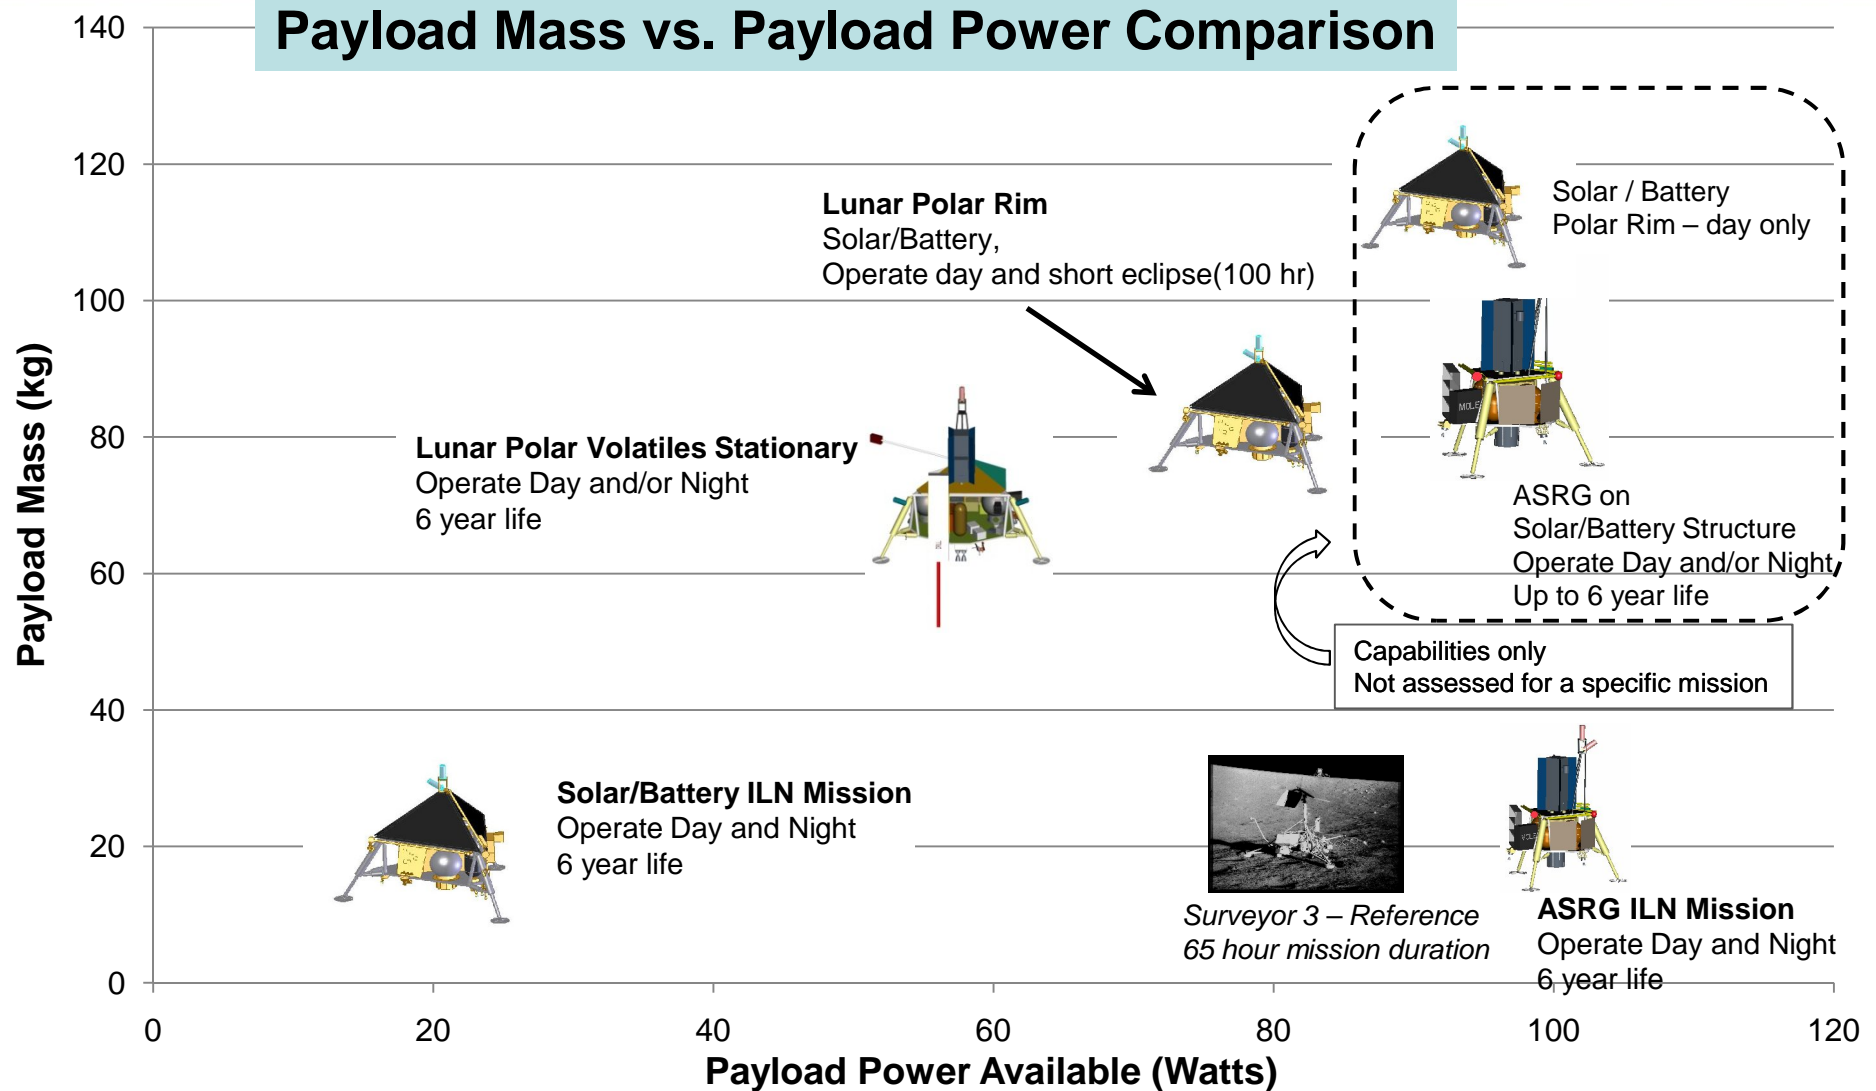 Payload Mass vs. Payload Power Comparison
140
120
100
80
60
40
20
0
Payload Mass (kg)
Lunar Polar Rim
Solar/Battery,
Operate day and short eclipse(100 hr)
Solar / Battery
Polar Rim – day only
Lunar Polar Volatiles Stationary
Operate Day and/or Night
6 year life
MOLE
ASRG on
Solar/Battery Structure
Operate Day and/or Night
Up to 6 year life
Capabilities only
Not assessed for a specific mission
Solar/Battery ILN Mission
Operate Day and Night
6 year life
Surveyor 3 – Reference
65 hour mission duration
MOLE
ASRG ILN Mission
Operate Day and Night
6 year life
0
20
40
60
80
100
120
Payload Power Available (Watts)